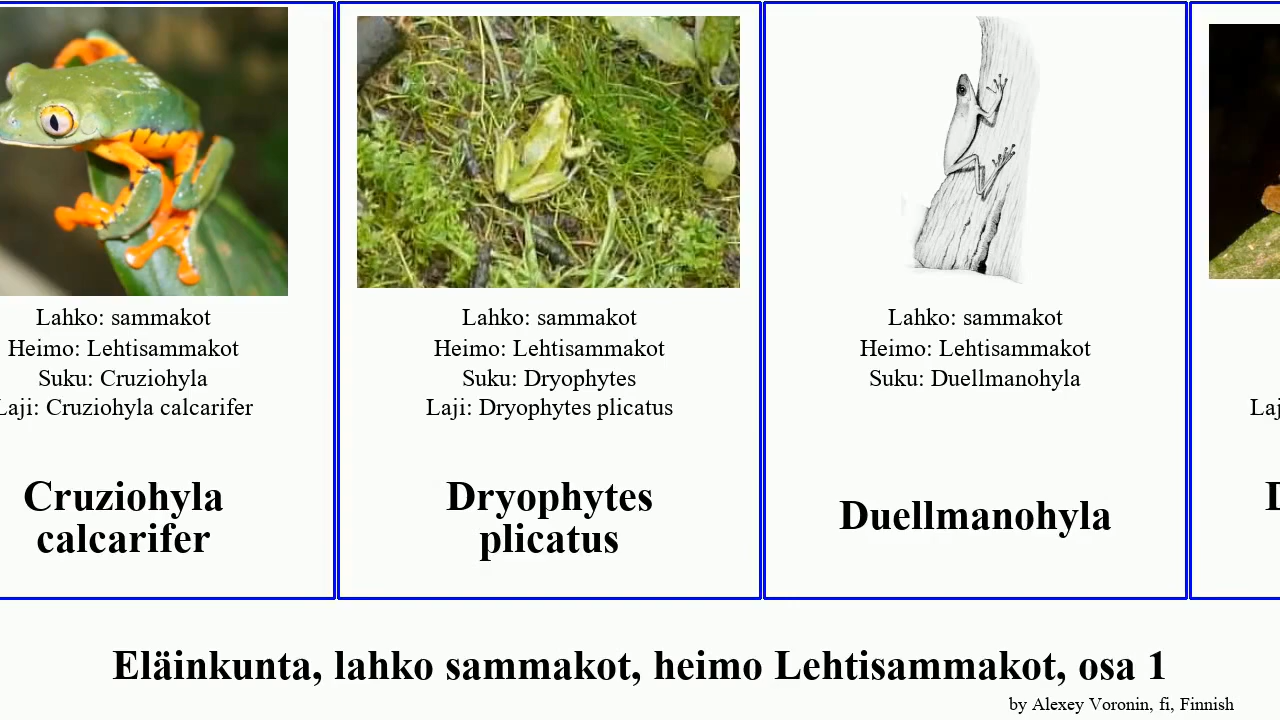 Lahko: sammakot
Heimo: Lehtisammakot
Suku: Cruziohyla
Laji: Cruziohyla calcarifer
Cruziohyla
calcarifer
Lahko: sammakot
Heimo: Lehtisammakot
Suku: Dryophytes
Laji: Dryophytes plicatus
Dryophytes
plicatus
Lahko: sammakot
Heimo: Lehtisammakot
Suku: Duellmanohyla
Duellmanohyla
Eläinkunta, lahko sammakot, heimo Lehtisammakot, osa 1
by Alexey Voronin, fi, Finnish